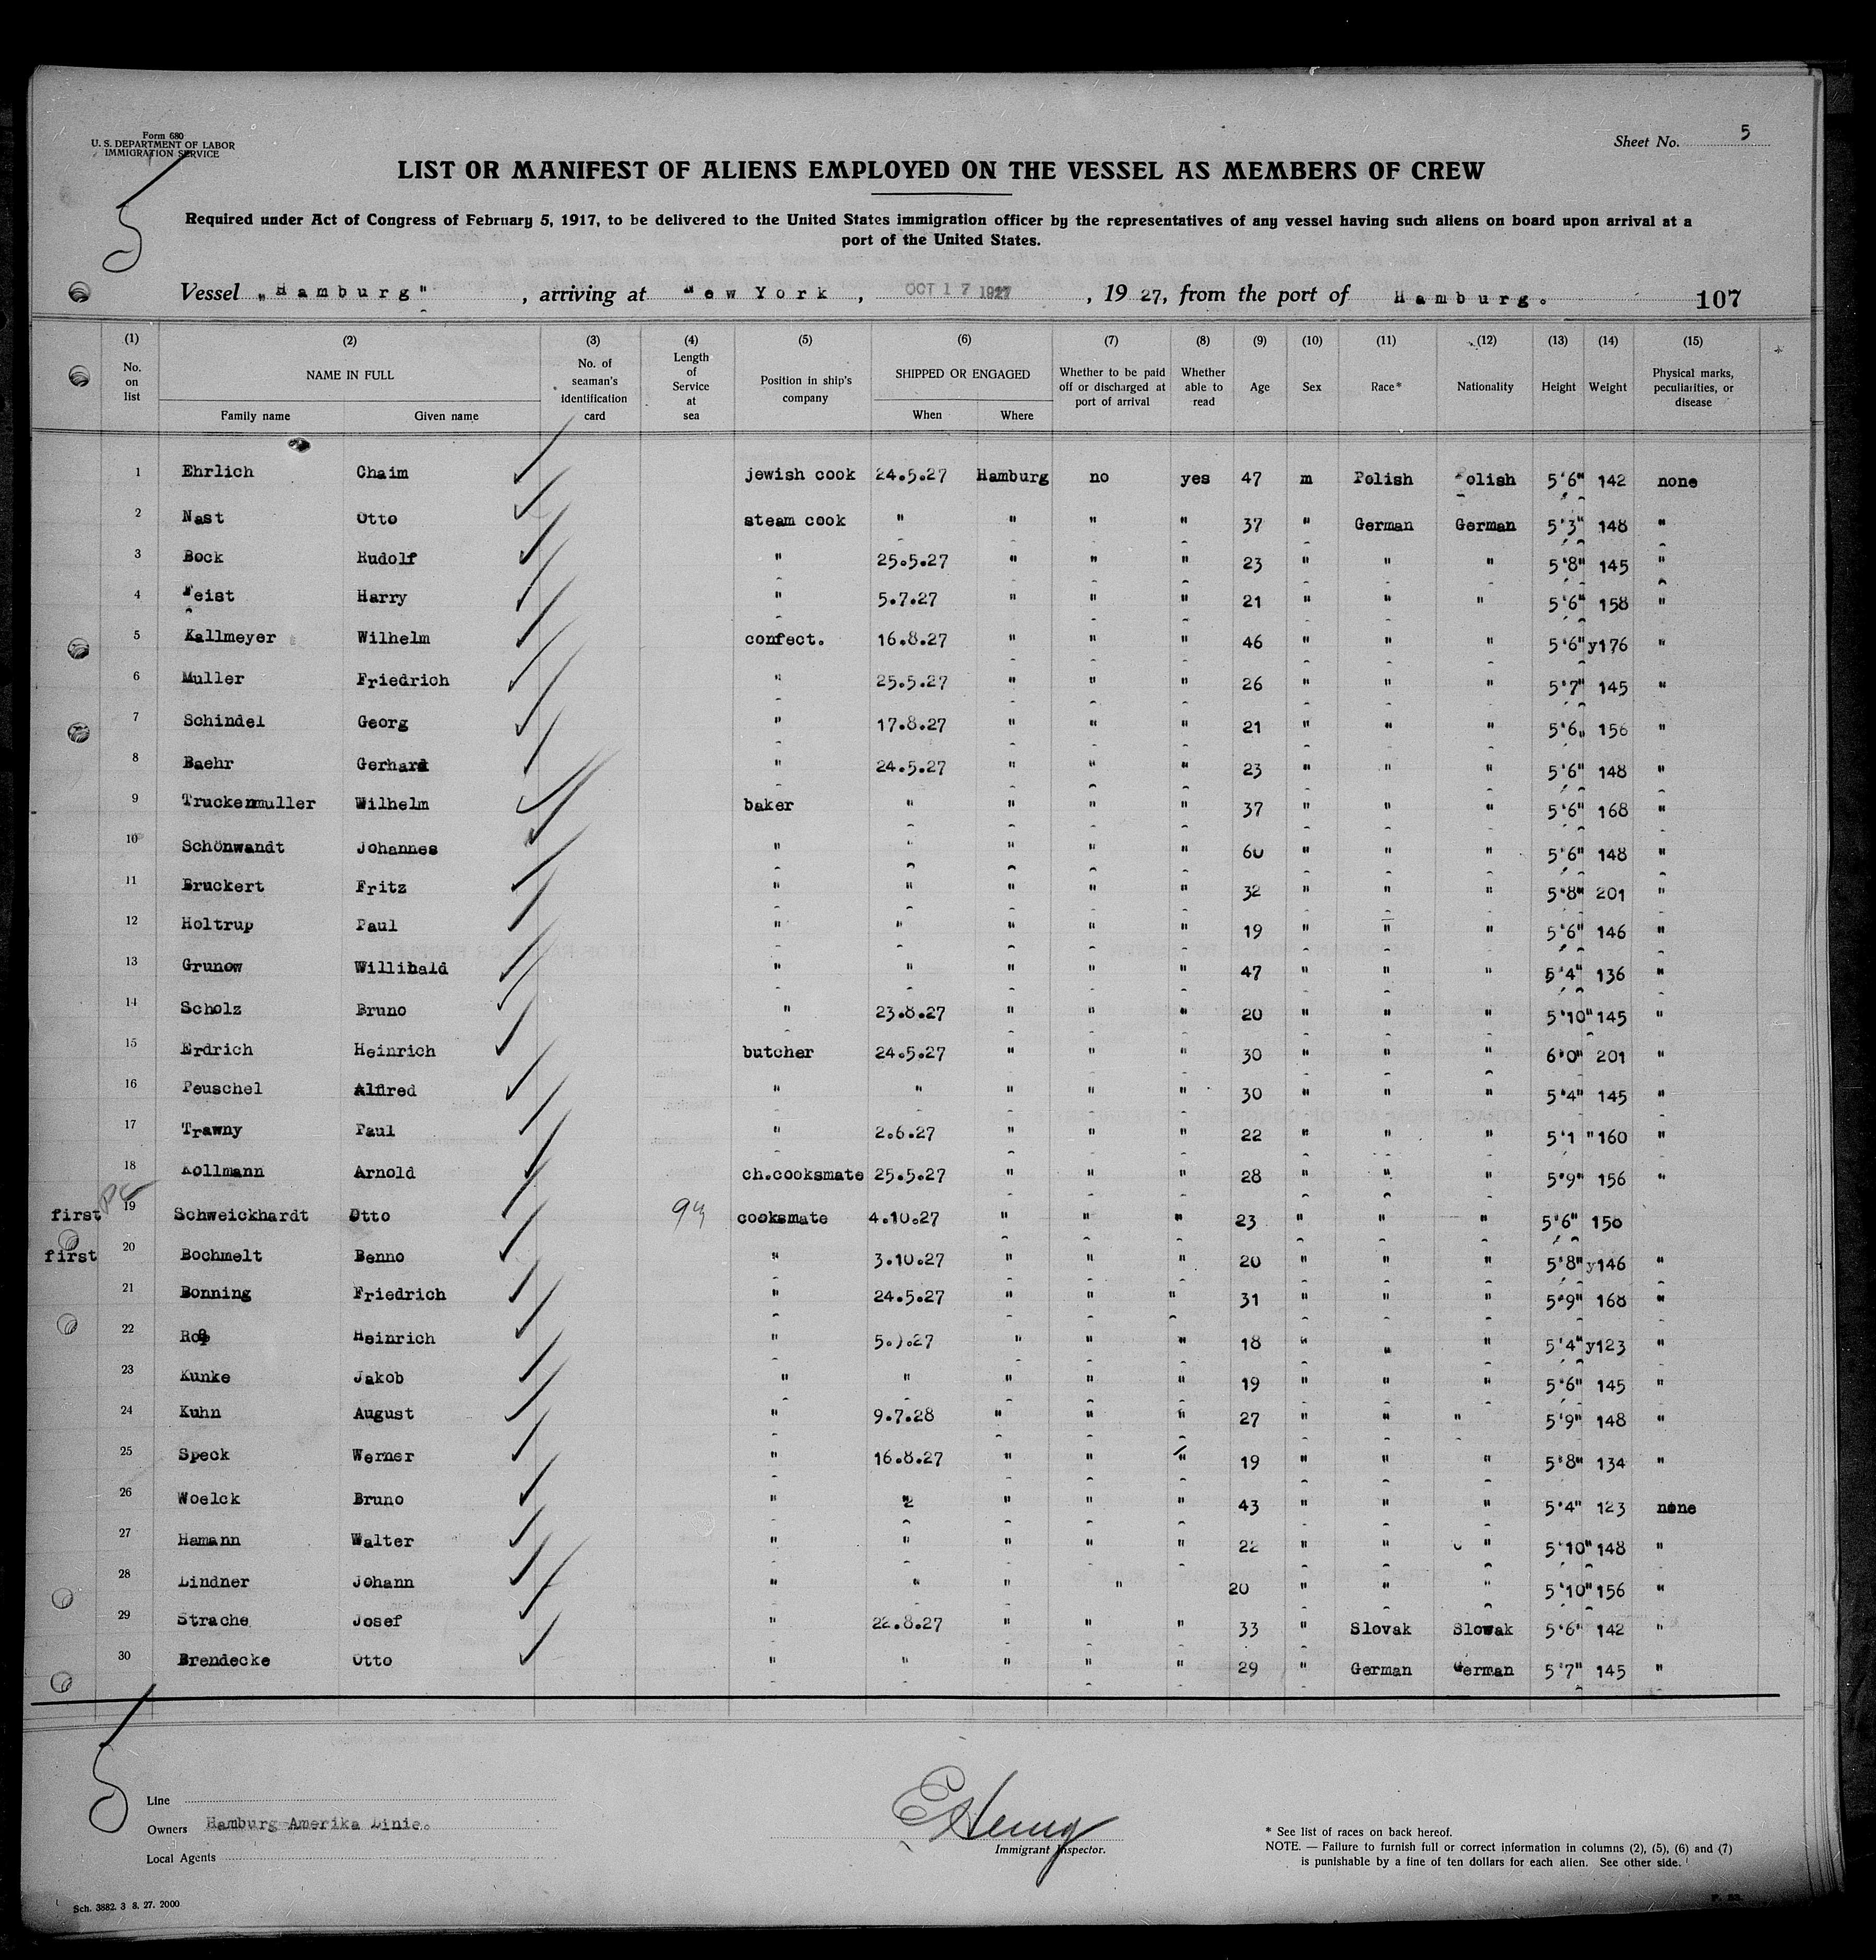 Form 680
U. S. DEPARTMENT OF LABOR
IMMIGRATION SERVICE
Sheet No. 5
5
LIST OR MANIFEST OF ALIENS EMPLOYED ON THE VESSEL AS MEMBERS OF CREW
Required under Act of Congress of February 5, 1917, to be delivered to the United States immigration officer by the representatives of any vessel having such aliens on board upon arrival at a
port of the United States.
Vessel „Hamburg", arriving at New York, OCT 17 1927, 1927, from the port of Hamburg. 107
(1) (2) (3) (4) (5) (6) (7) (8) (9) (10) (11) (12) (13) (14) (15)
No. on list NAME IN FULL Family name Given name No. of seaman's identification card Length of Service at sea Position in ship's company SHIPPED OR ENGAGED When Where Whether to be paid off or discharged at port of arrival Whether able to read Age Sex Race* Nationality Height Weight Physical marks, peculiarities, or disease
1 Ehrlich Chaim jewish cook 24.5.27 Hamburg no yes 47 m Polish Polish 5'6" 142 none
2 Nast Otto steam cook " " " " 37 " German German 5'3" 148 "
3 Bock Rudolf " 25.5.27 " " " 23 " " " 5'8" 145 "
4 Feist Harry " 5.7.27 " " " 21 " " " 5'6" 158 "
5 Kallmeyer Wilhelm confect. 16.8.27 " " " 46 " " " 5'6" y176 "
6 Muller Friedrich " 25.5.27 " " " 26 " " " 5'7" 145 "
7 Schindel Georg " 17.8.27 " " " 21 " " " 5'6„ 156 "
8 Baehr Gerhard " 24.5.27 " " " 23 " " " 5'6" 148 "
9 Truckenmuller Wilhelm baker " " " " 37 " " " 5'6" 168 "
10 Schönwandt Johannes " " " " " 60 " " " 5'6" 148 "
11 Bruckert Fritz " " " " " 32 " " " 5'8" 201 "
12 Holtrup Paul " " " " " 19 " " " 5'6" 146 "
13 Grunow Willibald " " " " " 47 " " " 5'4" 136 "
14 Scholz Bruno " 23.8.27 " " " 20 " " " 5'10" 145 "
15 Erdrich Heinrich butcher 24.5.27 " " " 30 " " " 6'0" 201 "
16 Peuschel Alfred " " " " " 30 " " " 5'4" 145 "
17 Trawny Paul " 2.6.27 " " " 22 " " " 5'1 " 160 "
18 Kollmann Arnold ch.cooksmate 25.5.27 " " " 28 " " " 5'9" 156 "
first 19 Schweickhardt Otto cooksmate 4.10.27 " " " 23 " " " 5'6" 150
first 20 Bochmelt Benno " 3.10.27 " " " 20 " " " 5'8" y146 "
21 Bonning Friedrich " 24.5.27 " " " 31 " " " 5'9" 168 "
22 Heinrich " 5.).27 " " " 18 " " " 5'4" y123 "
23 Kunke Jakob " " " " " 19 " " " 5'6" 145 "
24 Kuhn August " 9.7.28 " " " 27 " " " 5'9" 148 "
25 Speck Werner " 16.8.27 " " " 19 " " " 5'8" 134 "
26 Woelck Bruno " " " " " 43 " " " 5'4" 123 none
27 Hamann Walter " " " " " 22 " " " 5'10" 148 "
28 Lindner Johann " " " " 20 " " " 5'10" 156 "
29 Strache Josef " 22.8.27 " " " 33 " Slovak Slowak 5'6" 142 "
30 Brendecke Otto " " " " " 29 " German German 5'7" 145 "
5
Line
Owners Hamburg-Amerika Linie.
Local Agents
Immigrant Inspector.
* See list of races on back hereof.
NOTE. — Failure to furnish full or correct information in columns (2), (5), (6) and (7)
is punishable by a fine of ten dollars for each alien. See other side.
Sch. 3882. 3 8. 27. 2000